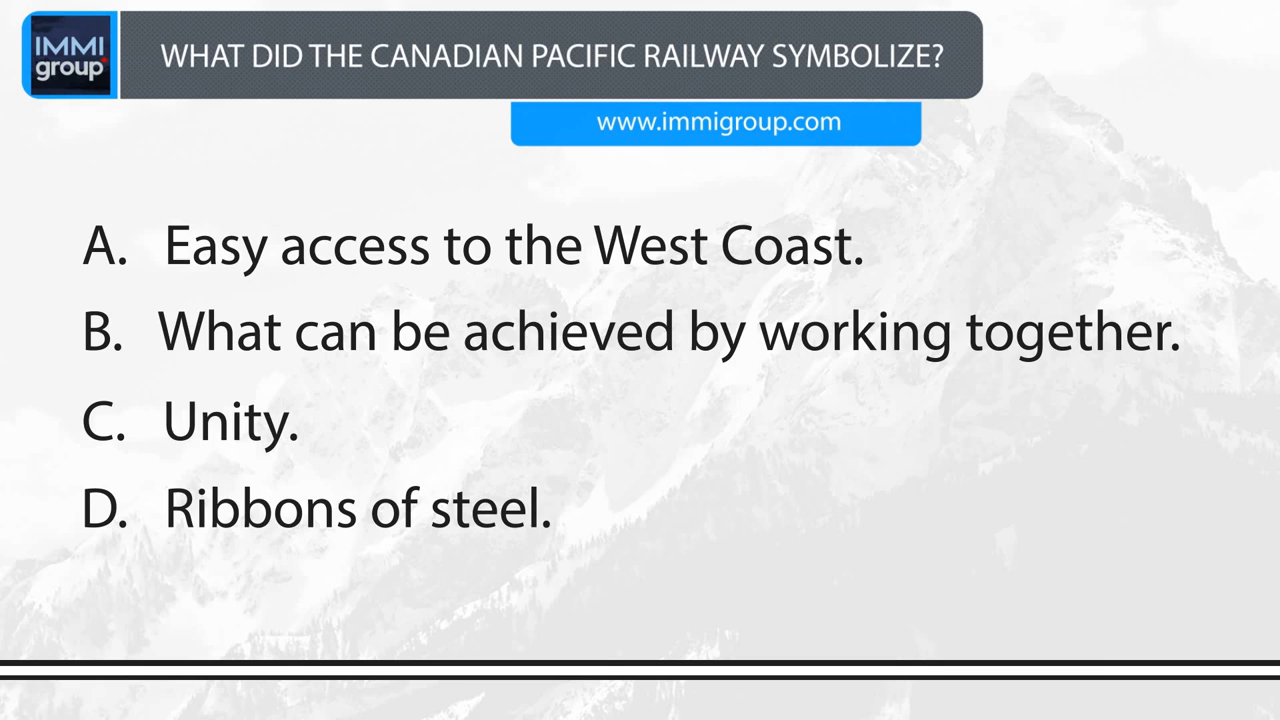 IMMI
group
WHAT DID THE CANADIAN PACIFIC RAILWAY SYMBOLIZE?
www.immigroup.com
A. Easy access to the West Coast.
B. What can be achieved by working together.
C. Unity.
D. Ribbons of steel.